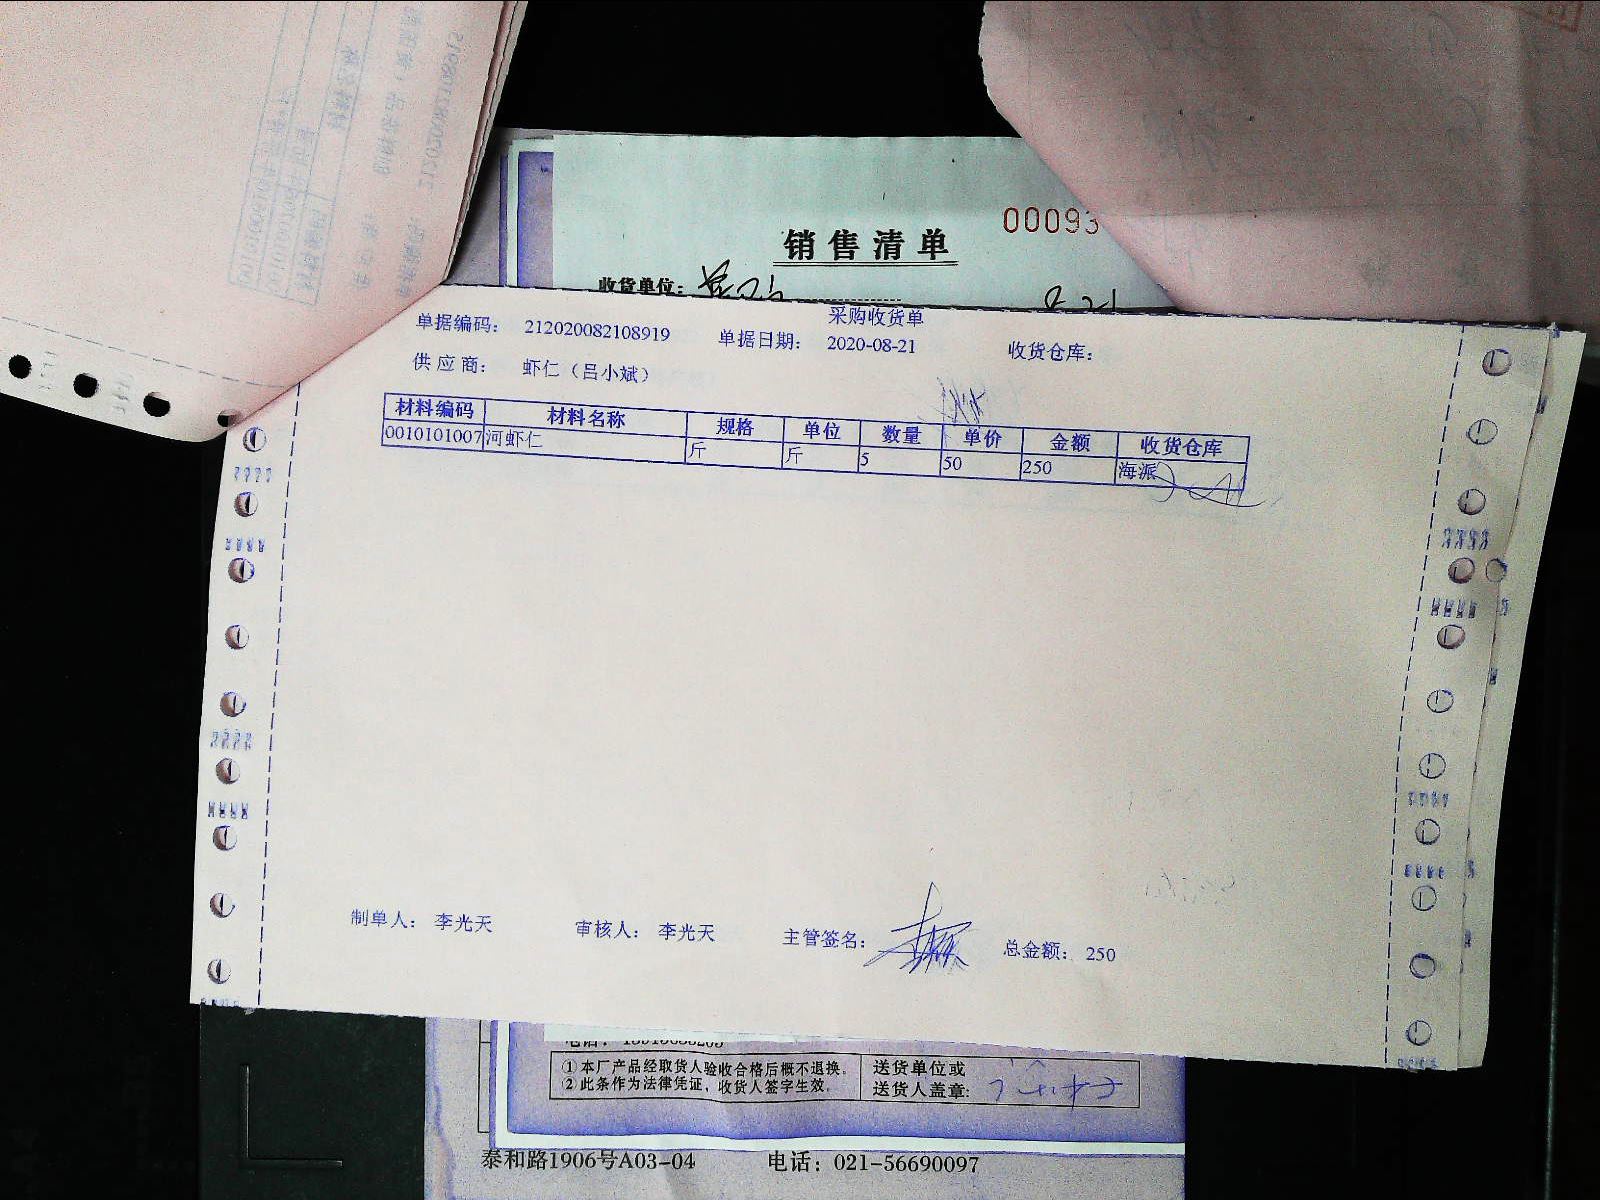 销售清单
00093
收货单位:
采购收货单
单据编码: 212020082108919 单据日期: 2020-08-21 收货仓库:
供应商: 虾仁（吕小斌）
材料编码 材料名称 规格 单位 数量 单价 金额 收货仓库
0010101007 河虾仁 斤 斤 5 50 250 海派
制单人: 李光天 审核人: 李光天 主管签名: 总金额: 250
①本厂产品经取货人验收合格后概不退换。 送货单位或
②此条作为法律凭证，收货人签字生效。 送货人盖章:
泰和路1906号A03-04 电话: 021-56690097